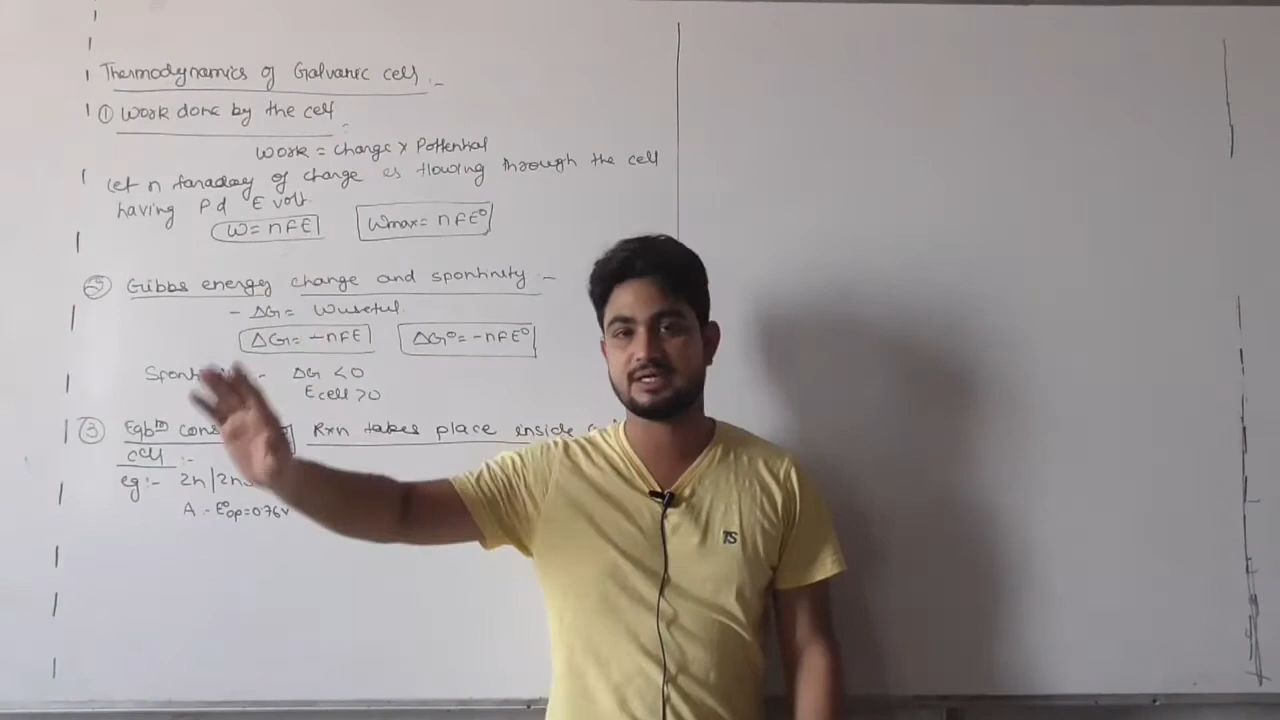 Thermodynamics of Galvanic cell :-
① Work done by the cell
Work = charge x Pottential
Let n faraday of charge is flowing through the cell
having Pd E volt.
W = nFE Wmax = nFE°
② Gibbs energy change and spontinity :-
- ΔG = Wuseful
ΔG = -nFE ΔG° = -nFE°
ΔG < 0
Ecell > 0
③ Eqbm Rxn takes place inside
cell :-
eg :- Zn/Zn
A - E°op = 0.76V
TS